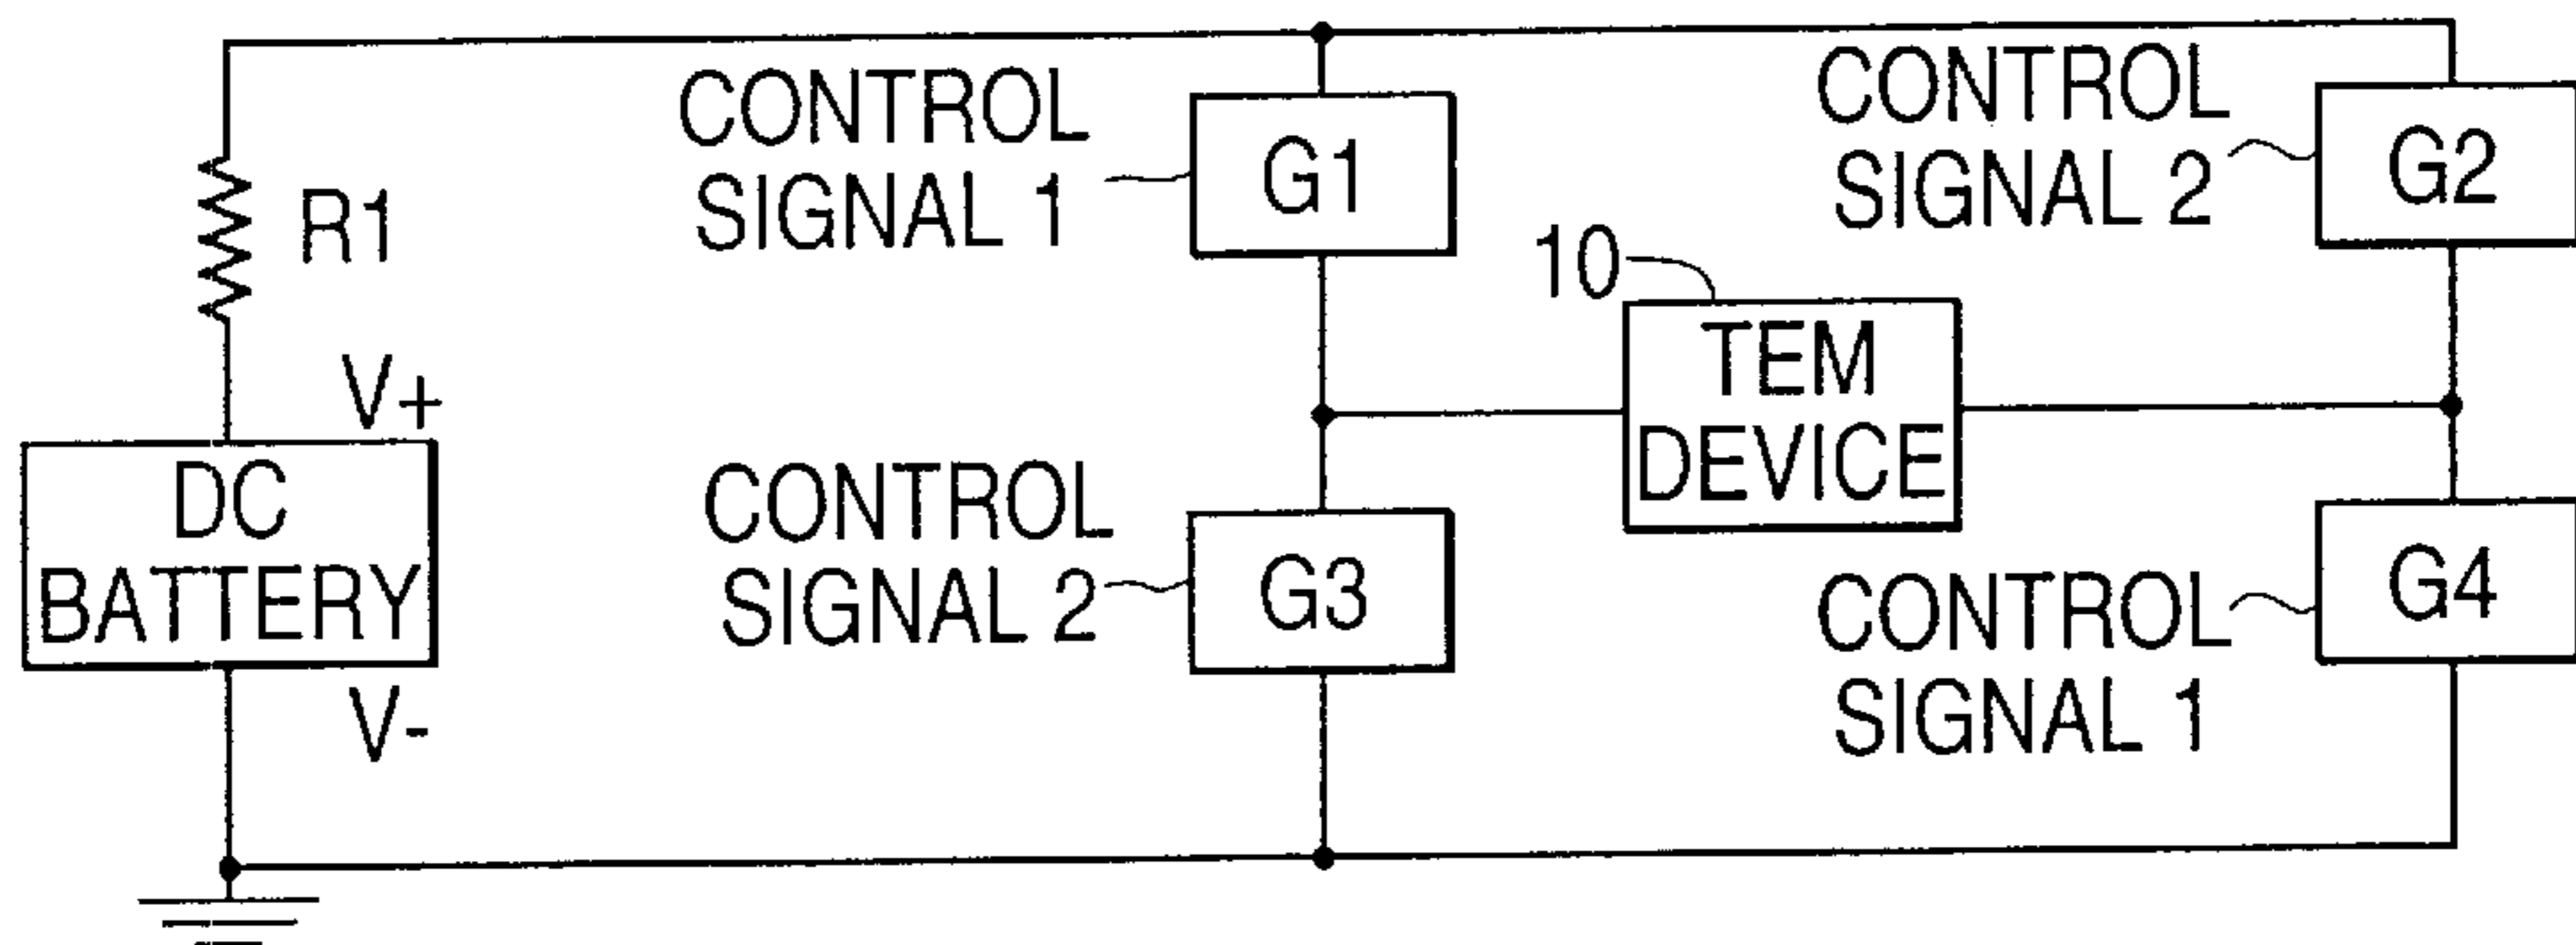 CONTROL
SIGNAL 1
G1
CONTROL
SIGNAL 2
G2
R1
10
TEM
DEVICE
V+
DC
BATTERY
V-
CONTROL
SIGNAL 2
G3
CONTROL
SIGNAL 1
G4